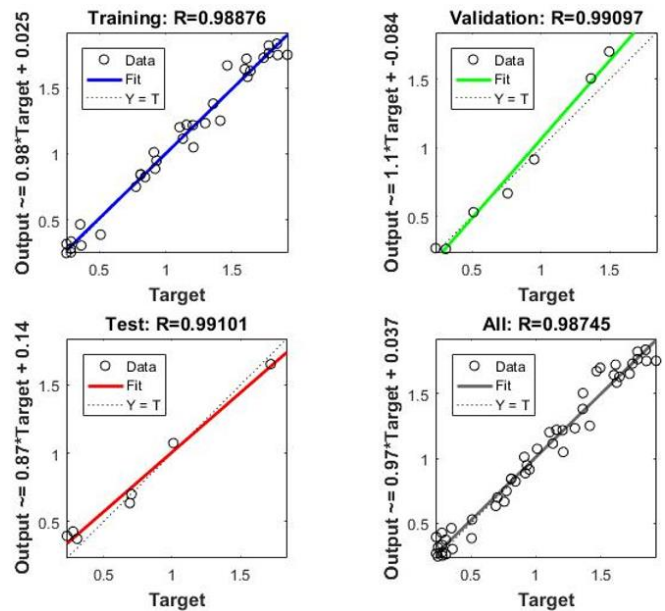 Training: R=0.98876
Output ~= 0.98*Target + 0.025
1.5
1
0.5
Data
Fit
Y = T
0.5
1
1.5
Target
Validation: R=0.99097
Output ~= 1.1*Target + -0.084
1.5
1
0.5
Data
Fit
Y = T
0.5
1
1.5
Target
Test: R=0.99101
Output ~= 0.87*Target + 0.14
1.5
1
0.5
Data
Fit
Y = T
0.5
1
1.5
Target
All: R=0.98745
Output ~= 0.97*Target + 0.037
1.5
1
0.5
Data
Fit
Y = T
0.5
1
1.5
Target